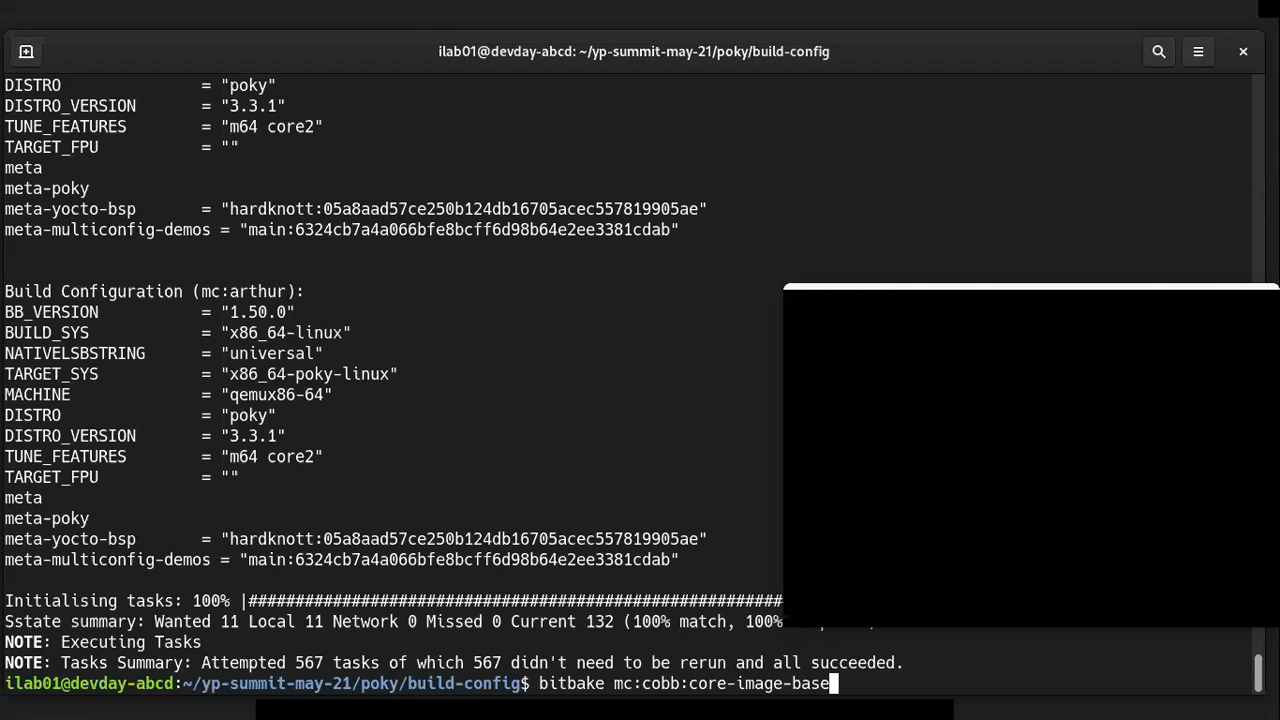 ilab01@devday-abcd: ~/yp-summit-may-21/poky/build-config
DISTRO = "poky"
DISTRO_VERSION = "3.3.1"
TUNE_FEATURES = "m64 core2"
TARGET_FPU = ""
meta
meta-poky
meta-yocto-bsp = "hardknott:05a8aad57ce250b124db16705acec557819905ae"
meta-multiconfig-demos = "main:6324cb7a4a066bfe8bcff6d98b64e2ee3381cdab"
Build Configuration (mc:arthur):
BB_VERSION = "1.50.0"
BUILD_SYS = "x86_64-linux"
NATIVELSBSTRING = "universal"
TARGET_SYS = "x86_64-poky-linux"
MACHINE = "qemux86-64"
DISTRO = "poky"
DISTRO_VERSION = "3.3.1"
TUNE_FEATURES = "m64 core2"
TARGET_FPU = ""
meta
meta-poky
meta-yocto-bsp = "hardknott:05a8aad57ce250b124db16705acec557819905ae"
meta-multiconfig-demos = "main:6324cb7a4a066bfe8bcff6d98b64e2ee3381cdab"
Initialising tasks: 100% |##########################################################
Sstate summary: Wanted 11 Local 11 Network 0 Missed 0 Current 132 (100% match, 100%
NOTE: Executing Tasks
NOTE: Tasks Summary: Attempted 567 tasks of which 567 didn't need to be rerun and all succeeded.
ilab01@devday-abcd:~/yp-summit-may-21/poky/build-config$ bitbake mc:cobb:core-image-base